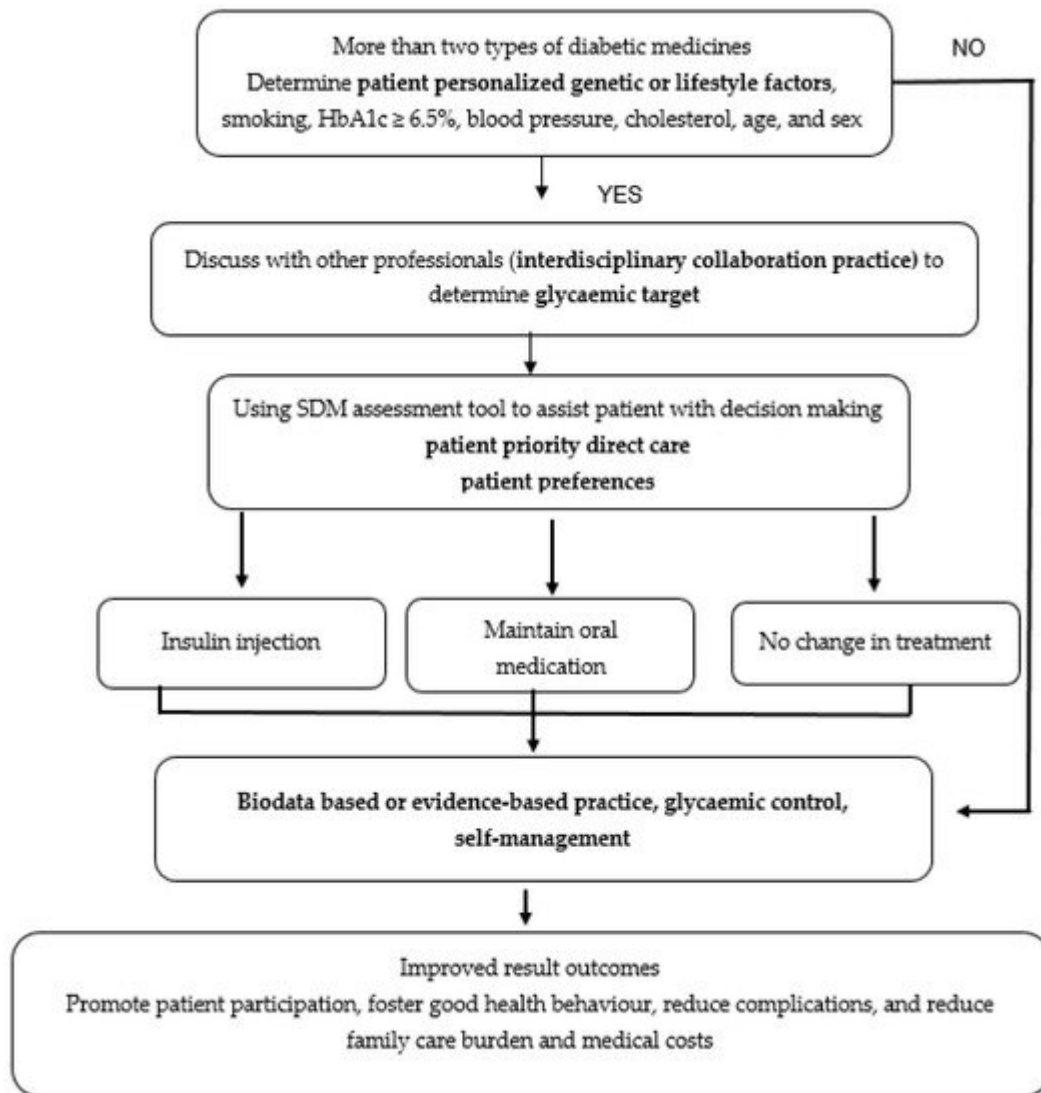 More than two types of diabetic medicines
Determine patient personalized genetic or lifestyle factors,
smoking, HbA1c ≥ 6.5%, blood pressure, cholesterol, age, and sex
NO
YES
Discuss with other professionals (interdisciplinary collaboration practice) to
determine glycaemic target
Using SDM assessment tool to assist patient with decision making
patient priority direct care
patient preferences
Insulin injection
Maintain oral
medication
No change in treatment
Biodata based or evidence-based practice, glycaemic control,
self-management
Improved result outcomes
Promote patient participation, foster good health behaviour, reduce complications, and reduce
family care burden and medical costs